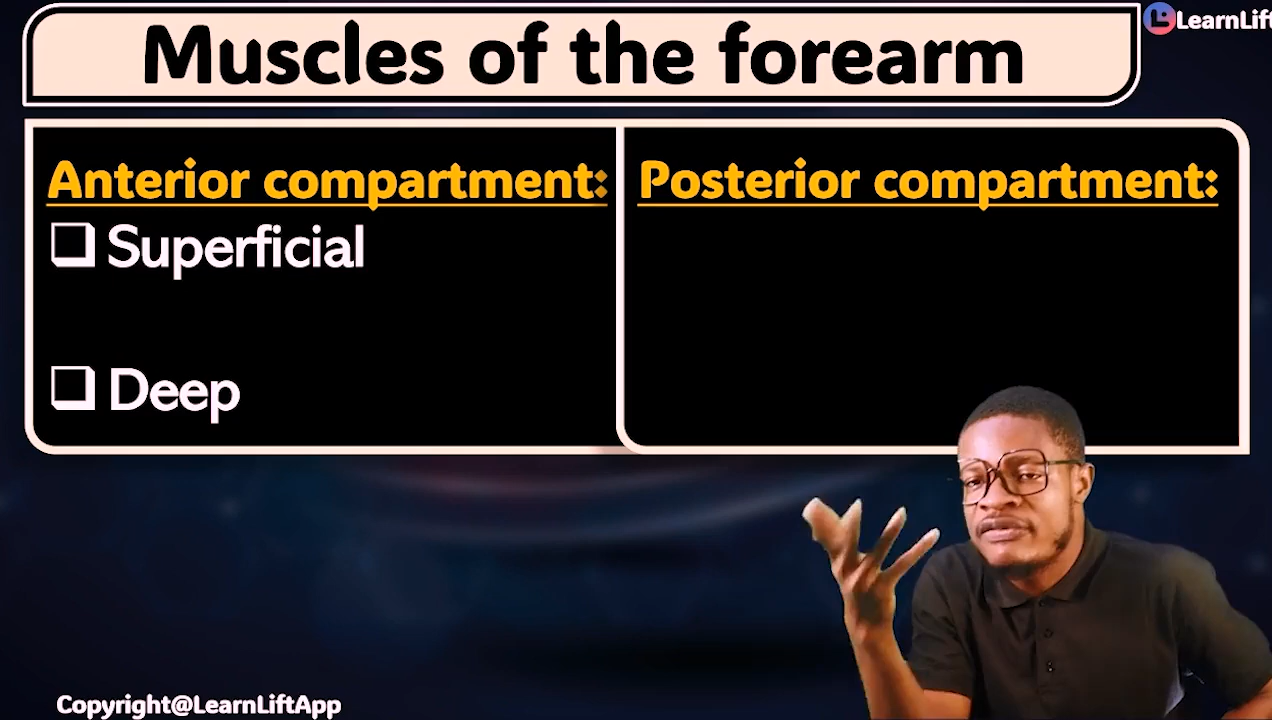 Muscles of the forearm
LearnLift
Anterior compartment:
❑ Superficial
❑ Deep
Posterior compartment:
Copyright@LearnLiftApp